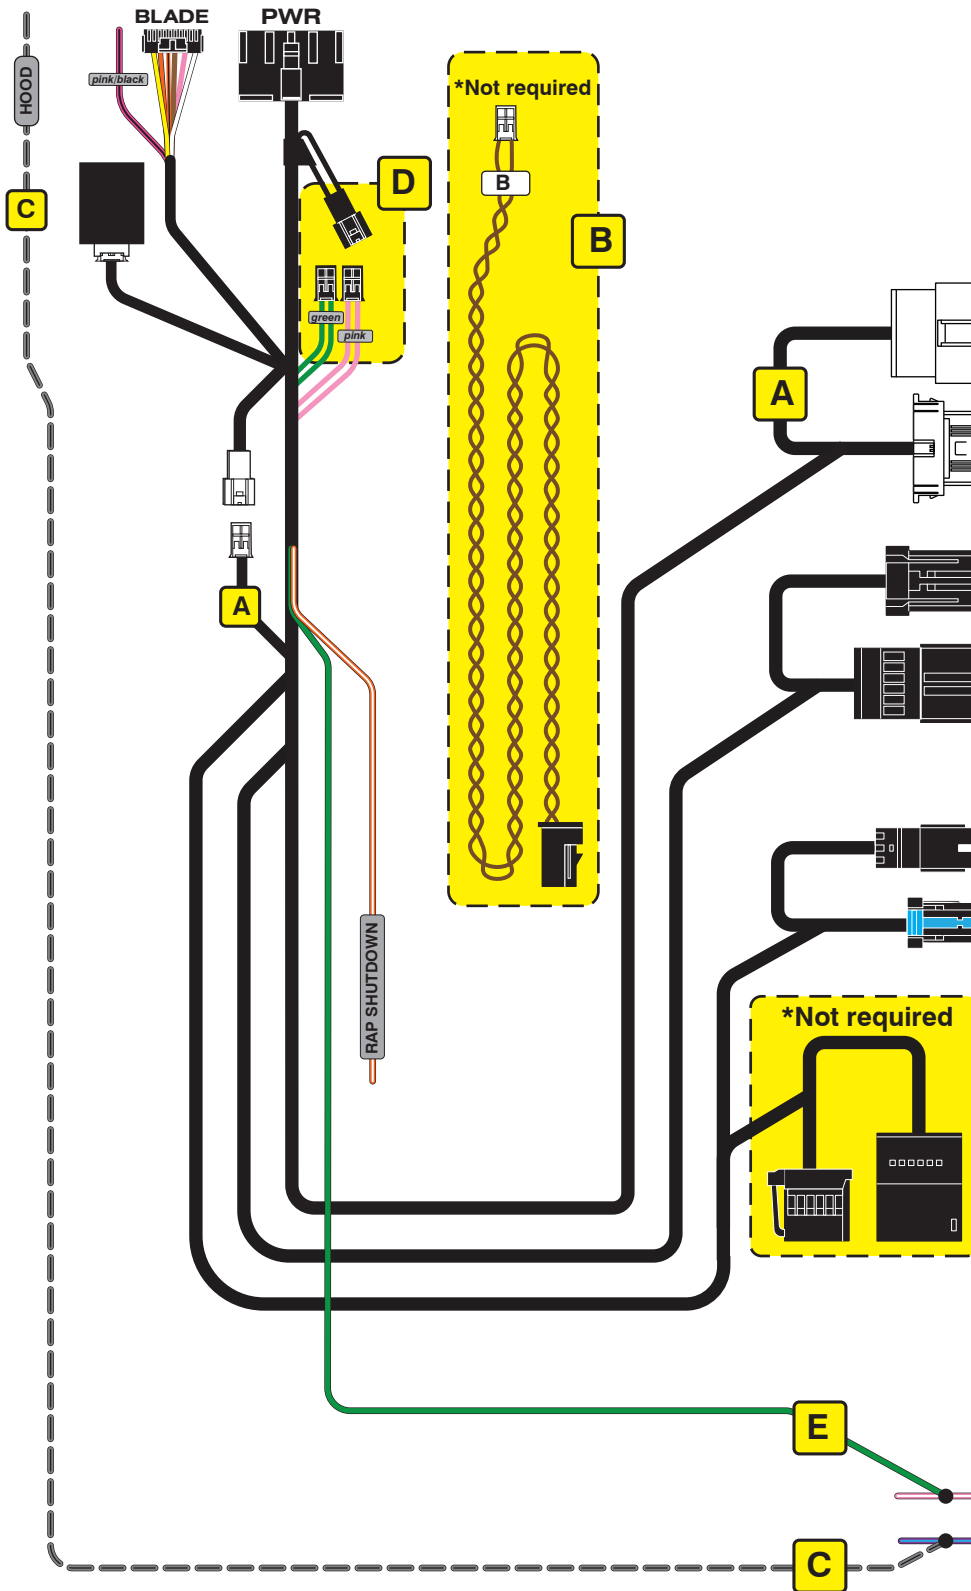 BLADE
PWR
HOOD
pink/black
*Not required
D
C
B
B
green
pink
A
A
RAP SHUTDOWN
*Not required
E
C